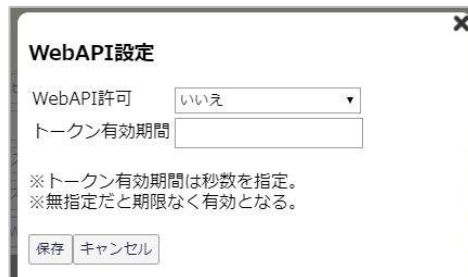 WebAPI設定
WebAPI許可 いいえ
トークン有効期間
※トークン有効期間は秒数を指定。
※無指定だと期限なく有効となる。
保存 キャンセル